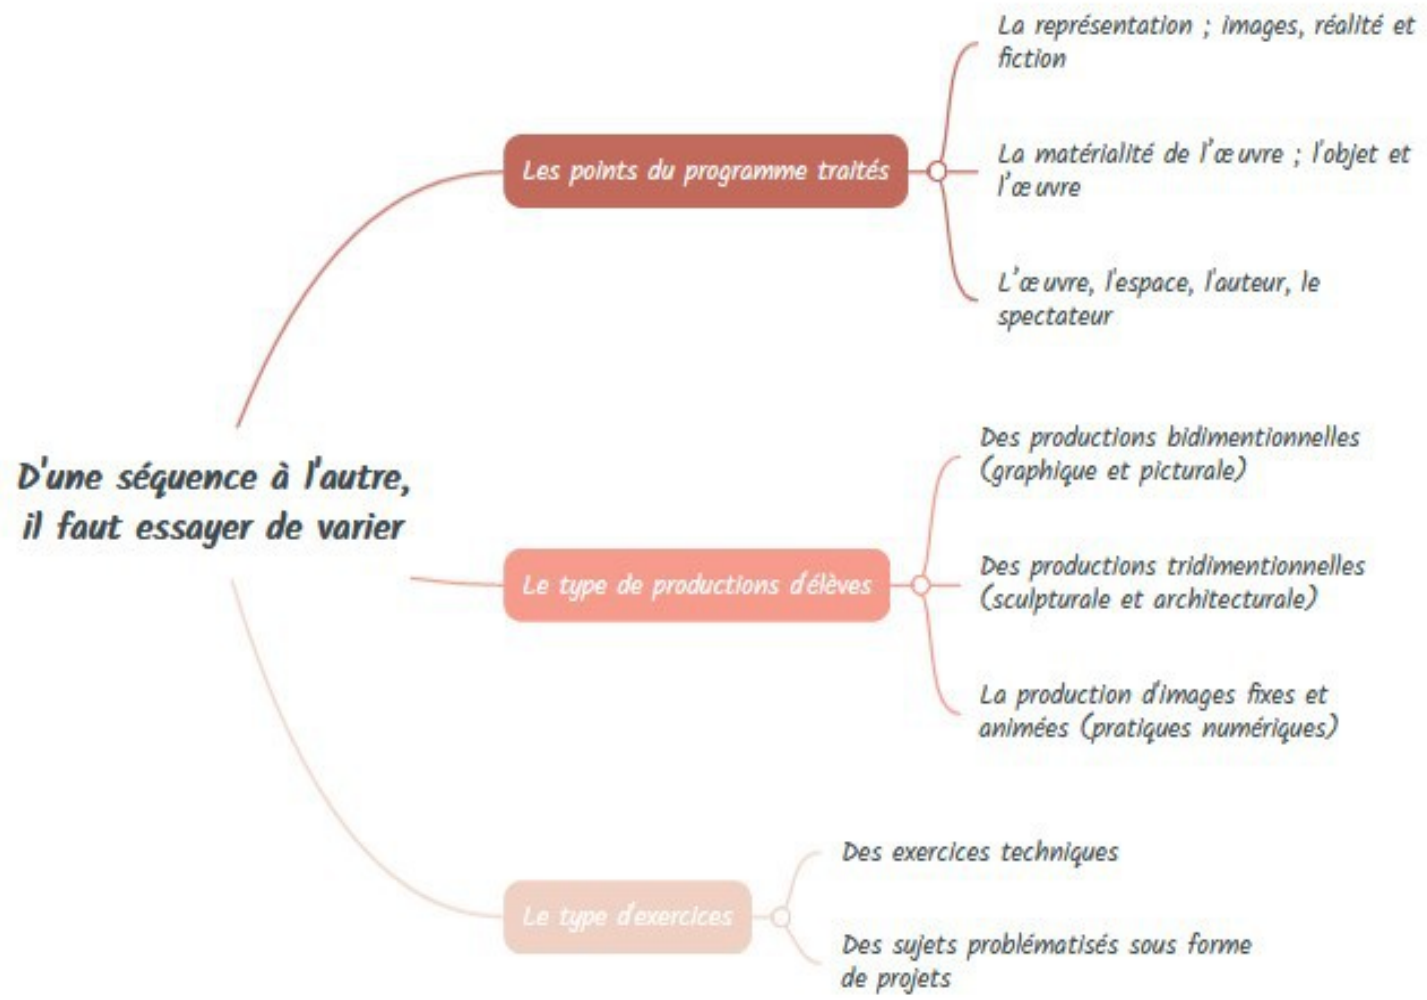 La représentation ; images, réalité et
fiction
Les points du programme traités
La matérialité de l'œuvre ; l'objet et
l'œuvre
L'œuvre, l'espace, l'auteur, le
spectateur
D'une séquence à l'autre,
il faut essayer de varier
Des productions bidimentionnelles
(graphique et picturale)
Le type de productions d'élèves
Des productions tridimentionnelles
(sculpturale et architecturale)
La production d'images fixes et
animées (pratiques numériques)
Le type d'exercices
Des exercices techniques
Des sujets problématisés sous forme
de projets